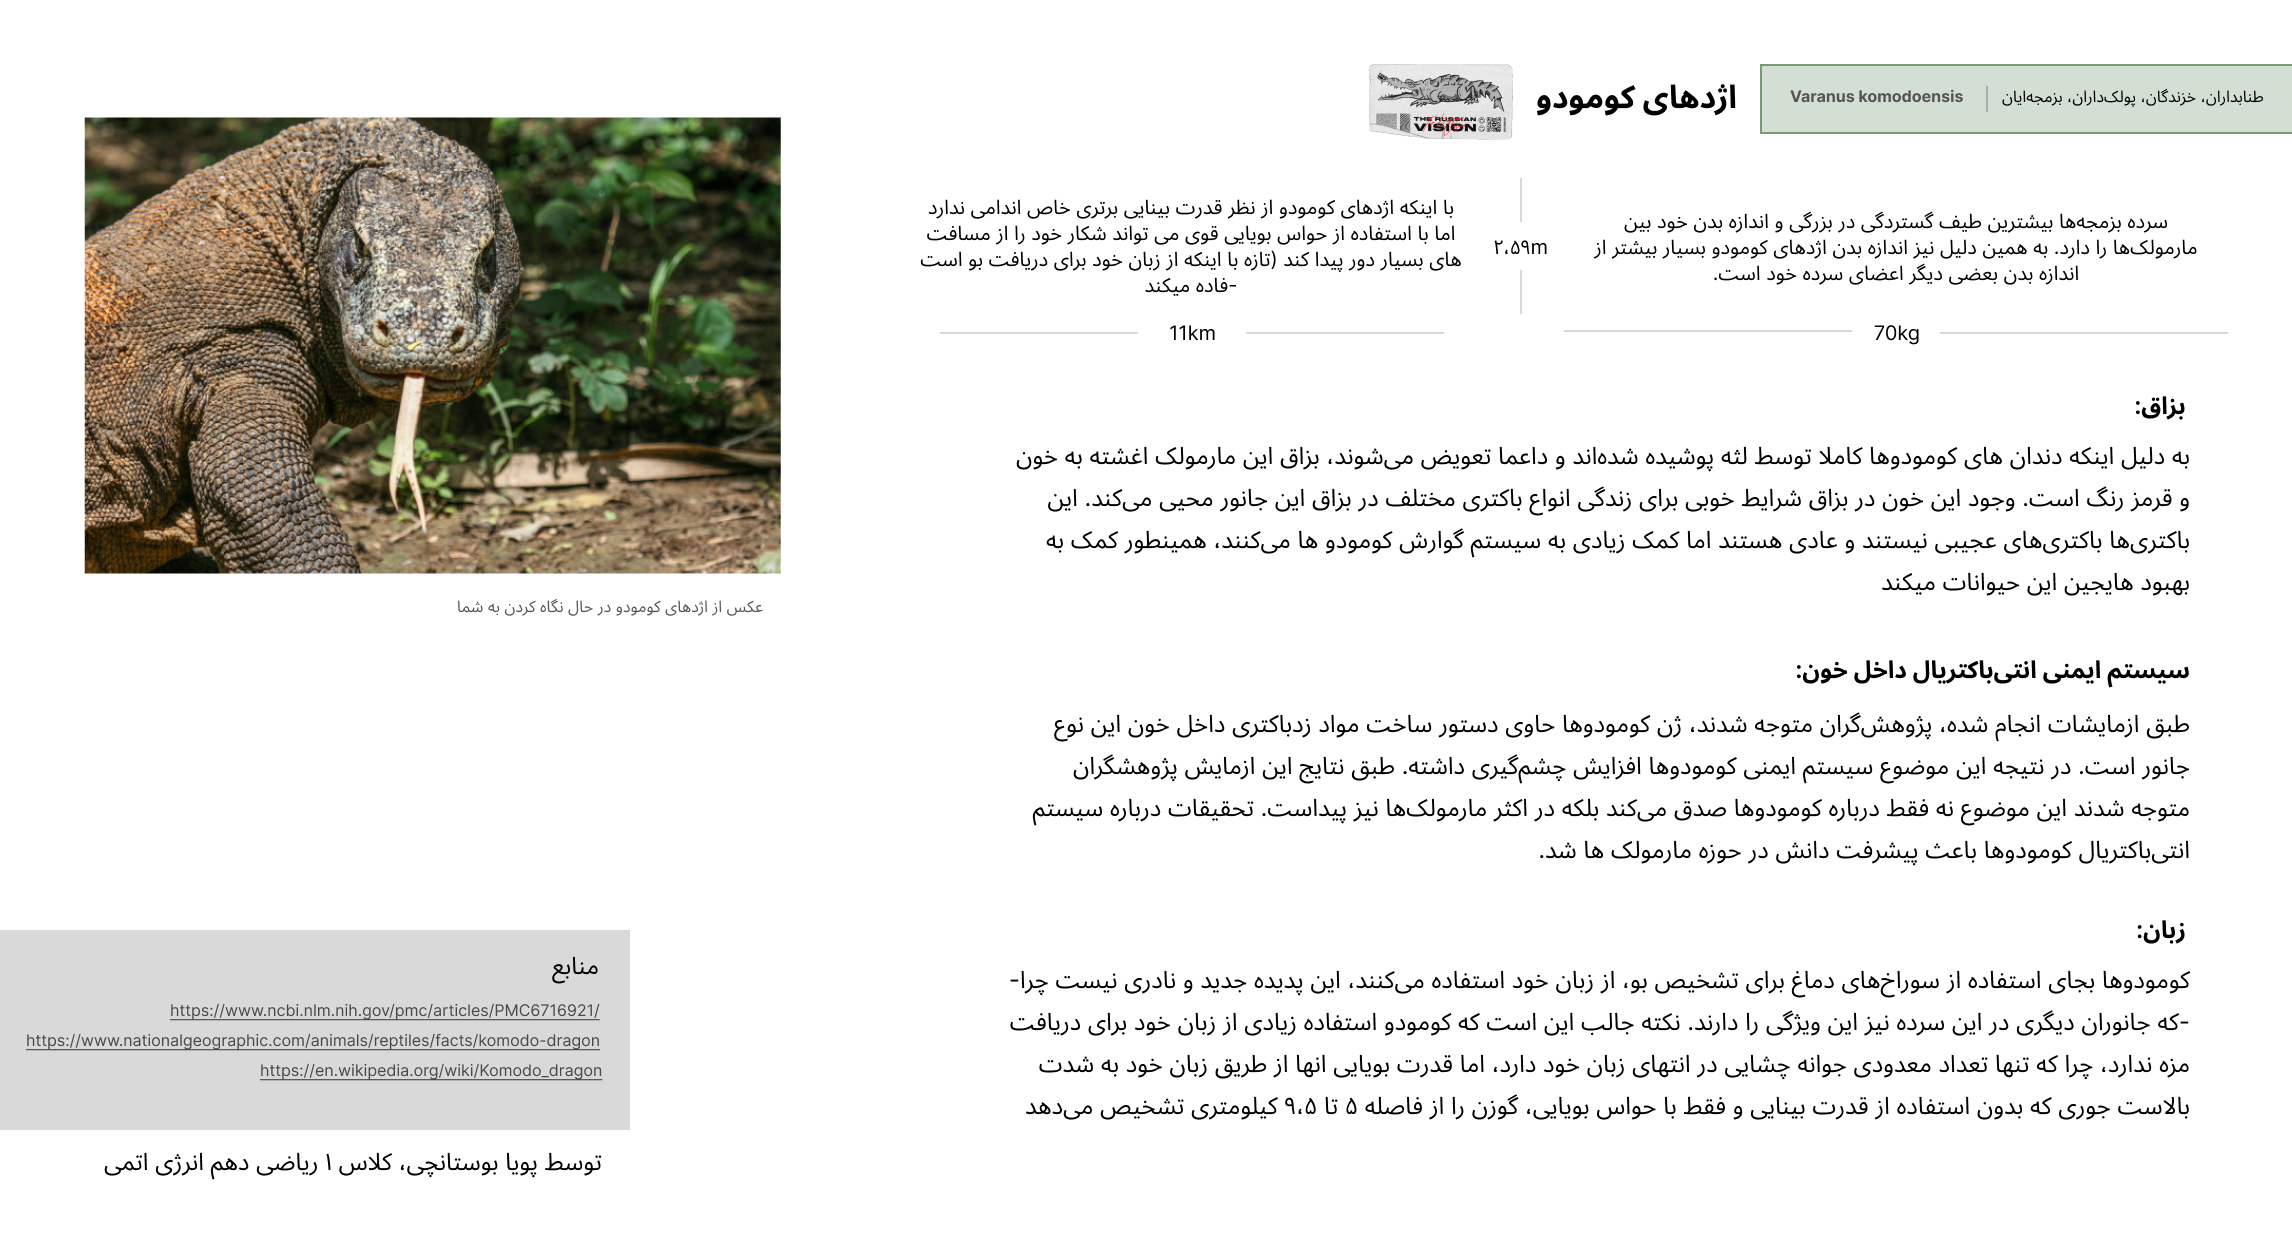 طنابداران، خزندگان، پولک‌داران، بزمجه‌ایان
Varanus komodoensis
اژدهای کومودو
THE RUSSIAN
VISION
سرده بزمجه‌ها بیشترین طیف گستردگی در بزرگی و اندازه بدن خود بین
مارمولک‌ها را دارد. به همین دلیل نیز اندازه بدن اژدهای کومودو بسیار بیشتر از
اندازه بدن بعضی دیگر اعضای سرده خود است.
70kg
۲،۵۹m
با اینکه اژدهای کومودو از نظر قدرت بینایی برتری خاص اندامی ندارد
اما با استفاده از حواس بویایی قوی می تواند شکار خود را از مسافت
های بسیار دور پیدا کند (تازه با اینکه از زبان خود برای دریافت بو است
-فاده میکند
11km
بزاق:
به دلیل اینکه دندان های کومودوها کاملا توسط لثه پوشیده شده‌اند و داعما تعویض می‌شوند، بزاق این مارمولک اغشته به خون
و قرمز رنگ است. وجود این خون در بزاق شرایط خوبی برای زندگی انواع باکتری مختلف در بزاق این جانور محیی می‌کند. این
باکتری‌ها باکتری‌های عجیبی نیستند و عادی هستند اما کمک زیادی به سیستم گوارش کومودو ها می‌کنند، همینطور کمک به
بهبود هایجین این حیوانات میکند
سیستم ایمنی انتی‌باکتریال داخل خون:
طبق ازمایشات انجام شده، پژوهش‌گران متوجه شدند، ژن کومودوها حاوی دستور ساخت مواد زدباکتری داخل خون این نوع
جانور است. در نتیجه این موضوع سیستم ایمنی کومودوها افزایش چشم‌گیری داشته. طبق نتایج این ازمایش پژوهشگران
متوجه شدند این موضوع نه فقط درباره کومودوها صدق می‌کند بلکه در اکثر مارمولک‌ها نیز پیداست. تحقیقات درباره سیستم
انتی‌باکتریال کومودوها باعث پیشرفت دانش در حوزه مارمولک ها شد.
زبان:
کومودوها بجای استفاده از سوراخ‌های دماغ برای تشخیص بو، از زبان خود استفاده می‌کنند، این پدیده جدید و نادری نیست چرا-
-که جانوران دیگری در این سرده نیز این ویژگی را دارند. نکته جالب این است که کومودو استفاده زیادی از زبان خود برای دریافت
مزه ندارد، چرا که تنها تعداد معدودی جوانه چشایی در انتهای زبان خود دارد، اما قدرت بویایی انها از طریق زبان خود به شدت
بالاست جوری که بدون استفاده از قدرت بینایی و فقط با حواس بویایی، گوزن را از فاصله ۵ تا ۹،۵ کیلومتری تشخیص می‌دهد
عکس از اژدهای کومودو در حال نگاه کردن به شما
منابع
https://www.ncbi.nlm.nih.gov/pmc/articles/PMC6716921/
https://www.nationalgeographic.com/animals/reptiles/facts/komodo-dragon
https://en.wikipedia.org/wiki/Komodo_dragon
توسط پویا بوستانچی، کلاس ۱ ریاضی دهم انرژی اتمی